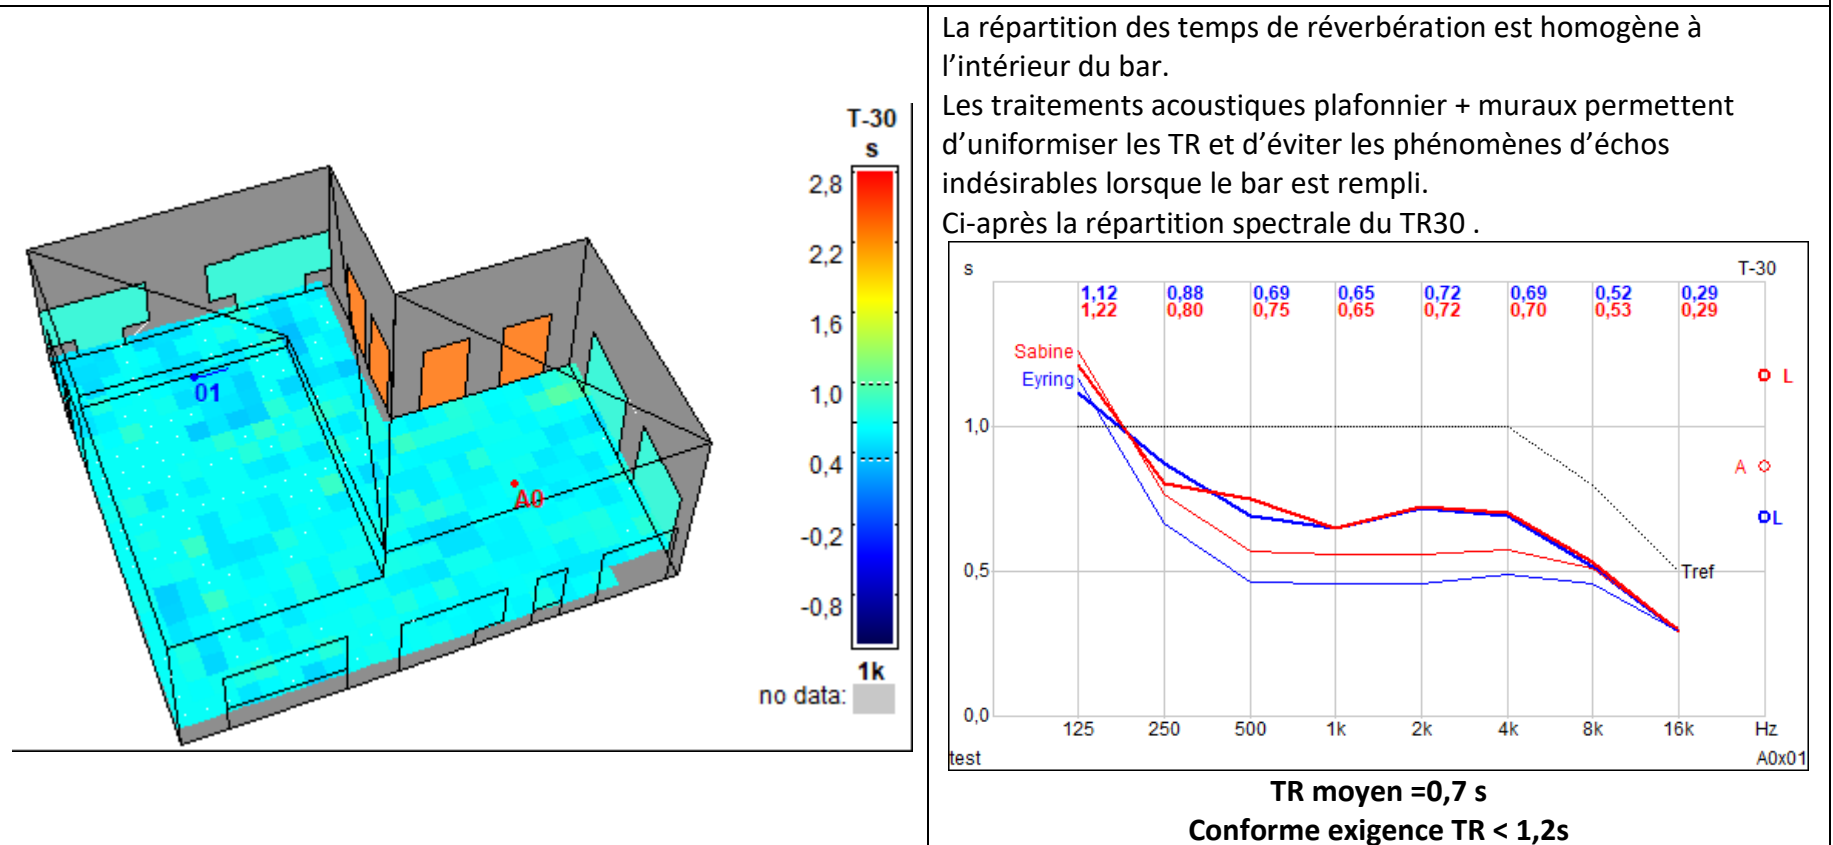 T-30
s
2,8
2,2
1,6
1,0
0,4
-0,2
-0,8
1k
no data:
01
A0
La répartition des temps de réverbération est homogène à
l’intérieur du bar.
Les traitements acoustiques plafonnier + muraux permettent
d’uniformiser les TR et d’éviter les phénomènes d’échos
indésirables lorsque le bar est rempli.
Ci-après la répartition spectrale du TR30 .
s T-30
1,12 0,88 0,69 0,65 0,72 0,69 0,52 0,29
1,22 0,80 0,75 0,65 0,72 0,70 0,53 0,29
Sabine
Eyring
L
1,0
A
L
0,5
Tref
0,0
125 250 500 1k 2k 4k 8k 16k Hz
test A0x01
TR moyen =0,7 s
Conforme exigence TR < 1,2s